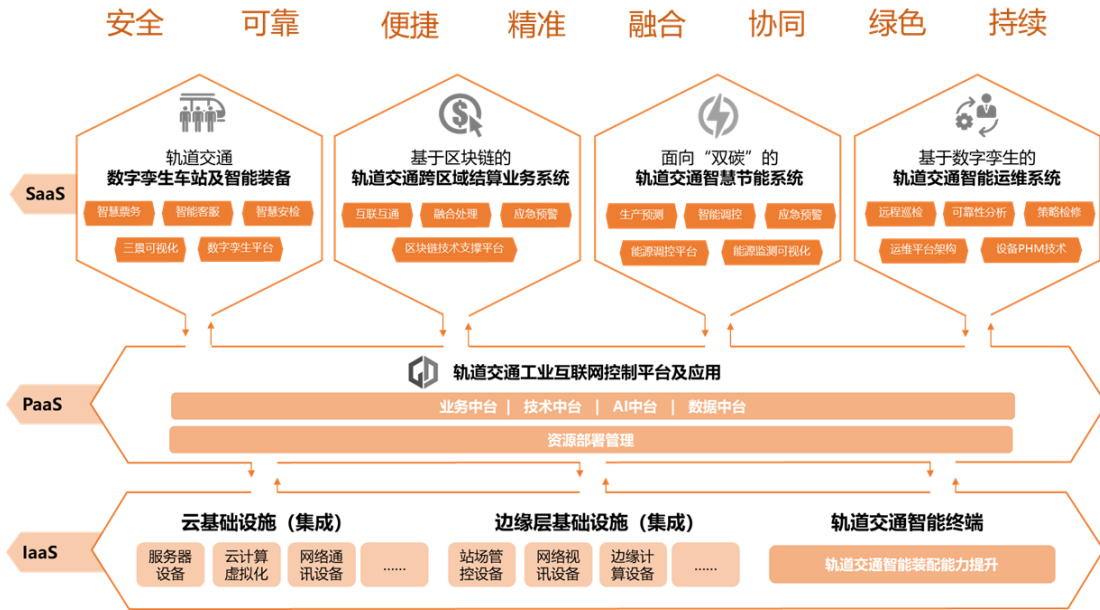 安全 可靠 便捷 精准 融合 协同 绿色 持续
SaaS
轨道交通
数字孪生车站及智能装备
智慧票务 智能客服 智慧安检
三景可视化 数字孪生平台
基于区块链的
轨道交通跨区域结算业务系统
互联互通 融合处理 应急预警
区块链技术支撑平台
面向“双碳”的
轨道交通智慧节能系统
生产预测 智能调控 应急预警
能源调控平台 能源监测可视化
基于数字孪生的
轨道交通智能运维系统
远程巡检 可靠性分析 策略检修
运维平台架构 设备PHM技术
PaaS
轨道交通工业互联网控制平台及应用
业务中台 | 技术中台 | AI中台 | 数据中台
资源部署管理
IaaS
云基础设施（集成）
服务器
设备
云计算
虚拟化
网络通
讯设备
......
边缘层基础设施（集成）
站场管
控设备
网络视
讯设备
边缘计
算设备
......
轨道交通智能终端
轨道交通智能装配能力提升